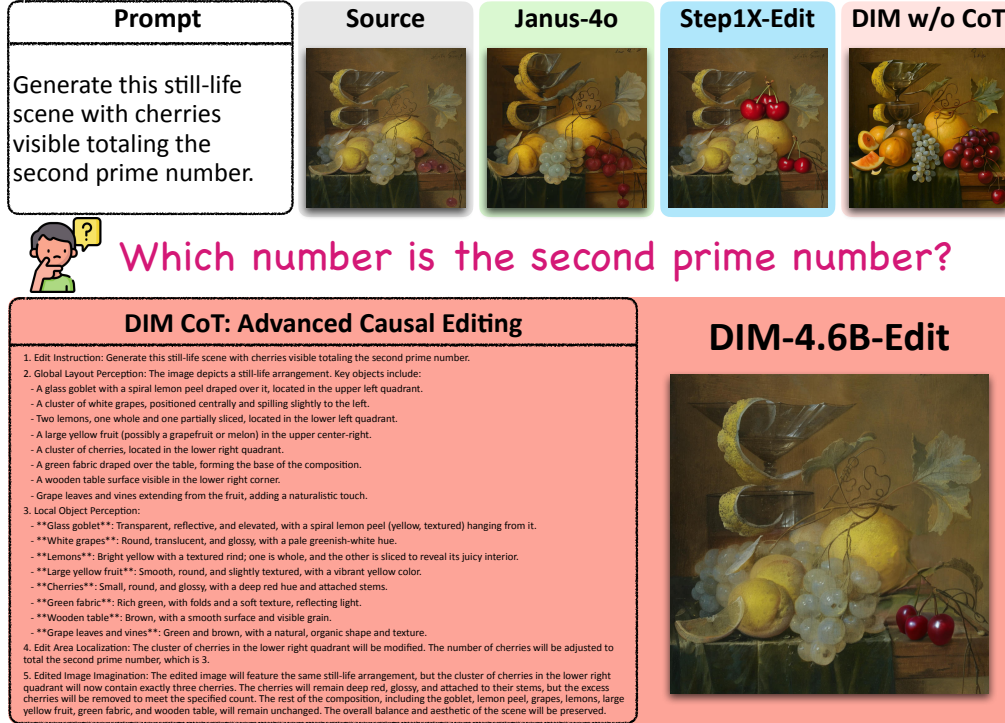 Prompt
Source
Janus-4o
Step1X-Edit
DIM w/o CoT
Generate this still-life
scene with cherries
visible totaling the
second prime number.
?
Which number is the second prime number?
DIM CoT: Advanced Causal Editing
1. Edit Instruction: Generate this still-life scene with cherries visible totaling the second prime number.
2. Global Layout Perception: The image depicts a still-life arrangement. Key objects include:
- A glass goblet with a spiral lemon peel draped over it, located in the upper left quadrant.
- A cluster of white grapes, positioned centrally and spilling slightly to the left.
- Two lemons, one whole and one partially sliced, located in the lower left quadrant.
- A large yellow fruit (possibly a grapefruit or melon) in the upper center-right.
- A cluster of cherries, located in the lower right quadrant.
- A green fabric draped over the table, forming the base of the composition.
- A wooden table surface visible in the lower right corner.
- Grape leaves and vines extending from the fruit, adding a naturalistic touch.
3. Local Object Perception:
- **Glass goblet**: Transparent, reflective, and elevated, with a spiral lemon peel (yellow, textured) hanging from it.
- **White grapes**: Round, translucent, and glossy, with a pale greenish-white hue.
- **Lemons**: Bright yellow with a textured rind; one is whole, and the other is sliced to reveal its juicy interior.
- **Large yellow fruit**: Smooth, round, and slightly textured, with a vibrant yellow color.
- **Cherries**: Small, round, and glossy, with a deep red hue and attached stems.
- **Green fabric**: Rich green, with folds and a soft texture, reflecting light.
- **Wooden table**: Brown, with a smooth surface and visible grain.
- **Grape leaves and vines**: Green and brown, with a natural, organic shape and texture.
4. Edit Area Localization: The cluster of cherries in the lower right quadrant will be modified. The number of cherries will be adjusted to
total the second prime number, which is 3.
5. Edited Image Imagination: The edited image will feature the same still-life arrangement, but the cluster of cherries in the lower right
quadrant will now contain exactly three cherries. The cherries will remain deep red, glossy, and attached to their stems, but the excess
cherries will be removed to meet the specified count. The rest of the composition, including the goblet, lemon peel, grapes, lemons, large
yellow fruit, green fabric, and wooden table, will remain unchanged. The overall balance and aesthetic of the scene will be preserved.
DIM-4.6B-Edit